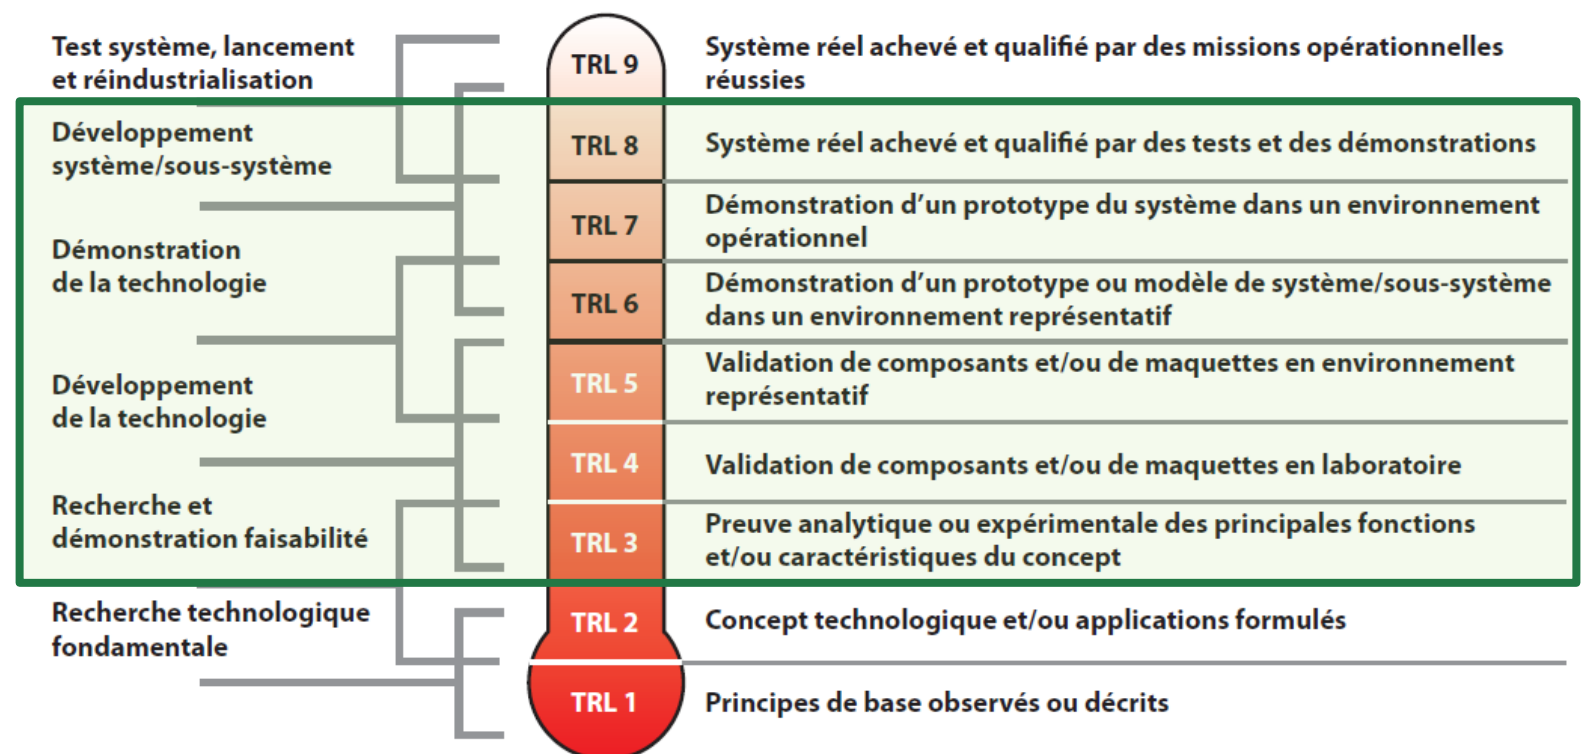 Test système, lancement
et réindustrialisation
TRL 9
Système réel achevé et qualifié par des missions opérationnelles
réussies
Développement
système/sous-système
TRL 8
Système réel achevé et qualifié par des tests et des démonstrations
TRL 7
Démonstration d’un prototype du système dans un environnement
opérationnel
Démonstration
de la technologie
TRL 6
Démonstration d’un prototype ou modèle de système/sous-système
dans un environnement représentatif
Développement
de la technologie
TRL 5
Validation de composants et/ou de maquettes en environnement
représentatif
TRL 4
Validation de composants et/ou de maquettes en laboratoire
Recherche et
démonstration faisabilité
TRL 3
Preuve analytique ou expérimentale des principales fonctions
et/ou caractéristiques du concept
Recherche technologique
fondamentale
TRL 2
Concept technologique et/ou applications formulés
TRL 1
Principes de base observés ou décrits